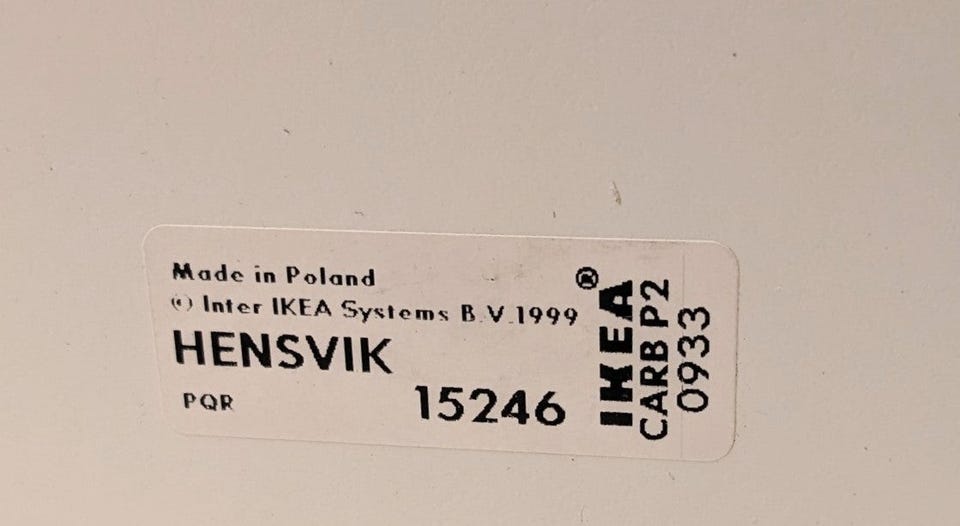 Made in Poland
© Inter IKEA Systems B.V.1999
HENSVIK
PQR
15246
IKEA®
CARB P2
0933